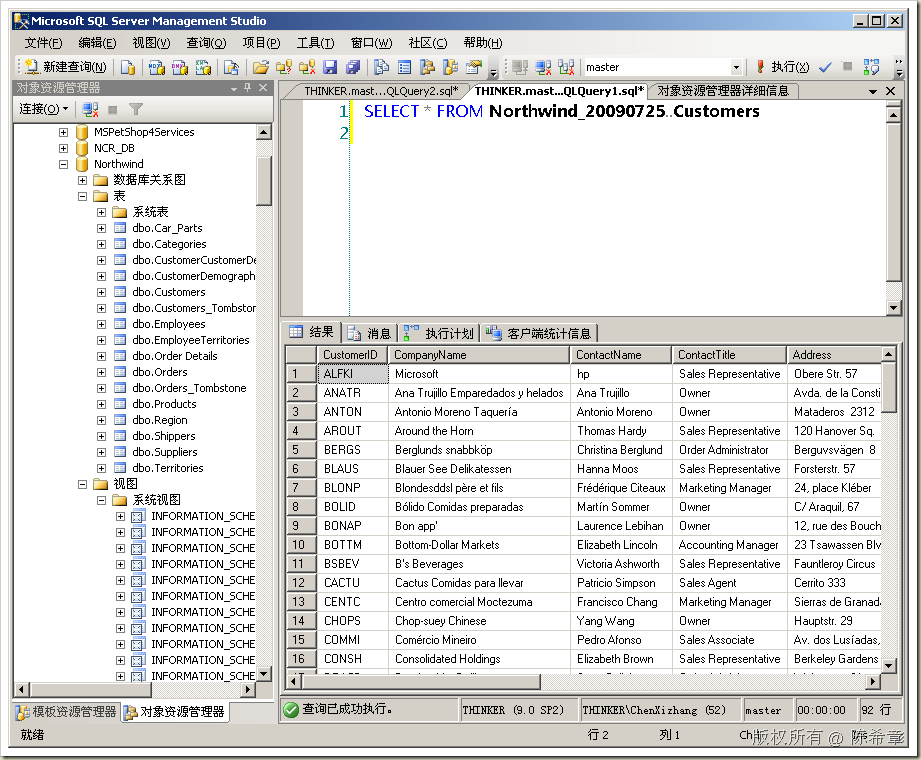 Microsoft SQL Server Management Studio
文件(F) 编辑(E) 视图(V) 查询(Q) 项目(P) 工具(T) 窗口(W) 社区(C) 帮助(H)
新建查询(N) master 执行(X)
对象资源管理器
连接(O)
MSPetShop4Services
NCR_DB
Northwind
数据库关系图
表
系统表
dbo.Car_Parts
dbo.Categories
dbo.CustomerCustomerDe
dbo.CustomerDemograph
dbo.Customers
dbo.Customers_Tombstor
dbo.Employees
dbo.EmployeeTerritories
dbo.Order Details
dbo.Orders
dbo.Orders_Tombstone
dbo.Products
dbo.Region
dbo.Shippers
dbo.Suppliers
dbo.Territories
视图
系统视图
INFORMATION_SCHE
INFORMATION_SCHE
INFORMATION_SCHE
INFORMATION_SCHE
INFORMATION_SCHE
INFORMATION_SCHE
INFORMATION_SCHE
INFORMATION_SCHE
INFORMATION_SCHE
INFORMATION_SCHE
INFORMATION_SCHE
模板资源管理器 对象资源管理器
THINKER.mast...QLQuery2.sql* THINKER.mast...QLQuery1.sql* 对象资源管理器详细信息
1 SELECT * FROM Northwind_20090725..Customers
2
结果 消息 执行计划 客户端统计信息
CustomerID CompanyName ContactName ContactTitle Address
1 ALFKI Microsoft hp Sales Representative Obere Str. 57
2 ANATR Ana Trujillo Emparedados y helados Ana Trujillo Owner Avda. de la Consti
3 ANTON Antonio Moreno Taquería Antonio Moreno Owner Mataderos 2312
4 AROUT Around the Horn Thomas Hardy Sales Representative 120 Hanover Sq.
5 BERGS Berglunds snabbköp Christina Berglund Order Administrator Berguvsvägen 8
6 BLAUS Blauer See Delikatessen Hanna Moos Sales Representative Forsterstr. 57
7 BLONP Blondesddsl père et fils Frédérique Citeaux Marketing Manager 24, place Kléber
8 BOLID Bólido Comidas preparadas Martín Sommer Owner C/ Araquil, 67
9 BONAP Bon app' Laurence Lebihan Owner 12, rue des Bouch
10 BOTTM Bottom-Dollar Markets Elizabeth Lincoln Accounting Manager 23 Tsawassen Blv
11 BSBEV B's Beverages Victoria Ashworth Sales Representative Fauntleroy Circus
12 CACTU Cactus Comidas para llevar Patricio Simpson Sales Agent Cerrito 333
13 CENTC Centro comercial Moctezuma Francisco Chang Marketing Manager Sierras de Granada
14 CHOPS Chop-suey Chinese Yang Wang Owner Hauptstr. 29
15 COMMI Comércio Mineiro Pedro Afonso Sales Associate Av. dos Lusíadas,
16 CONSH Consolidated Holdings Elizabeth Brown Sales Representative Berkeley Gardens
查询已成功执行。 THINKER (9.0 SP2) THINKER\ChenXizhang (52) master 00:00:00 92 行
就绪 行 2 列 1
版权所有 @ 陈希章